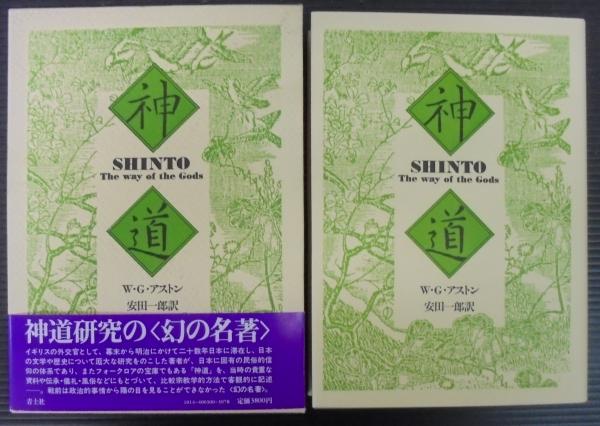 神
SHINTO
The way of the Gods
道
W・G・アストン
安田一郎訳
神道研究の〈幻の名著〉
イギリスの外交官として、幕末から明治にかけて二十数年日本に滞在し、日本
の文学や歴史について厖大な研究をのこした著者が、日本に固有の民俗的信
仰の体系であり、またフォークロアの宝庫でもある「神道」を、当時の貴重な
資料や伝承・儀礼・風俗などにもとづいて、比較宗教学的方法で客観的に記述
――。戦前は政治的事情から陽の目を見ることができなかった〈幻の名著〉。
青土社
定価3800円
神
SHINTO
The way of the Gods
道
W・G・アストン
安田一郎訳